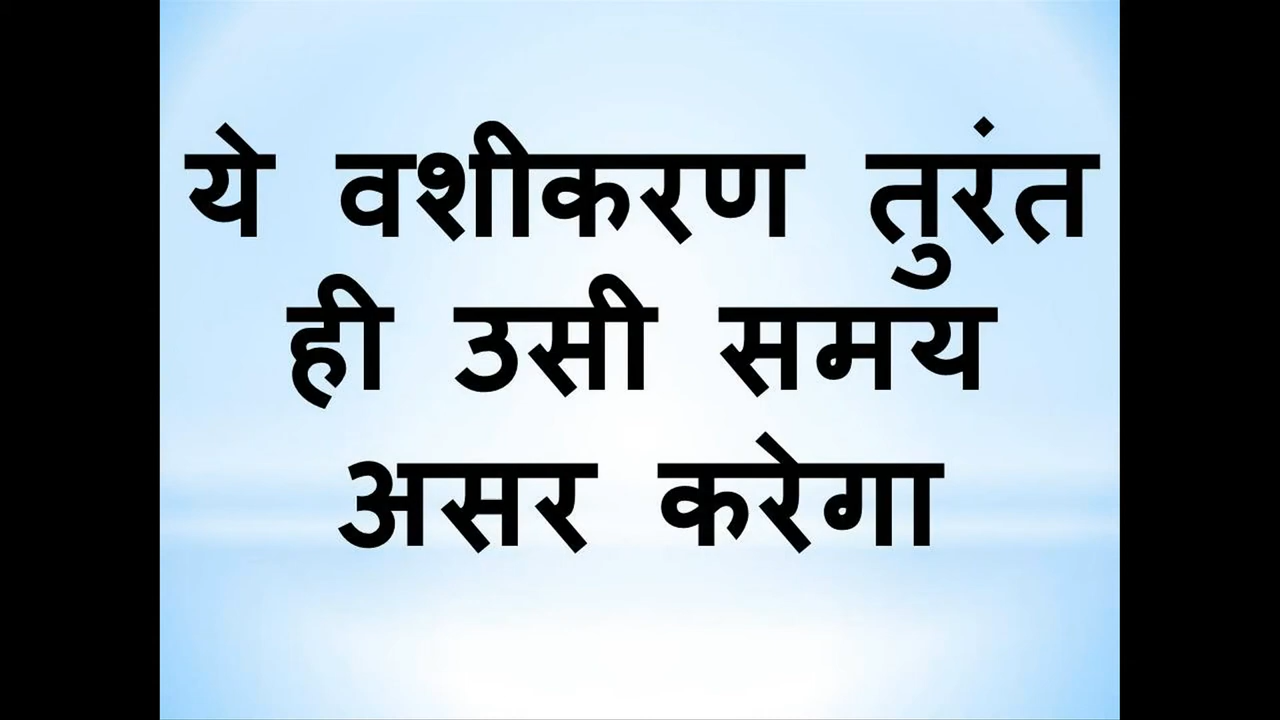 ये वशीकरण तुरंत
ही उसी समय
असर करेगा